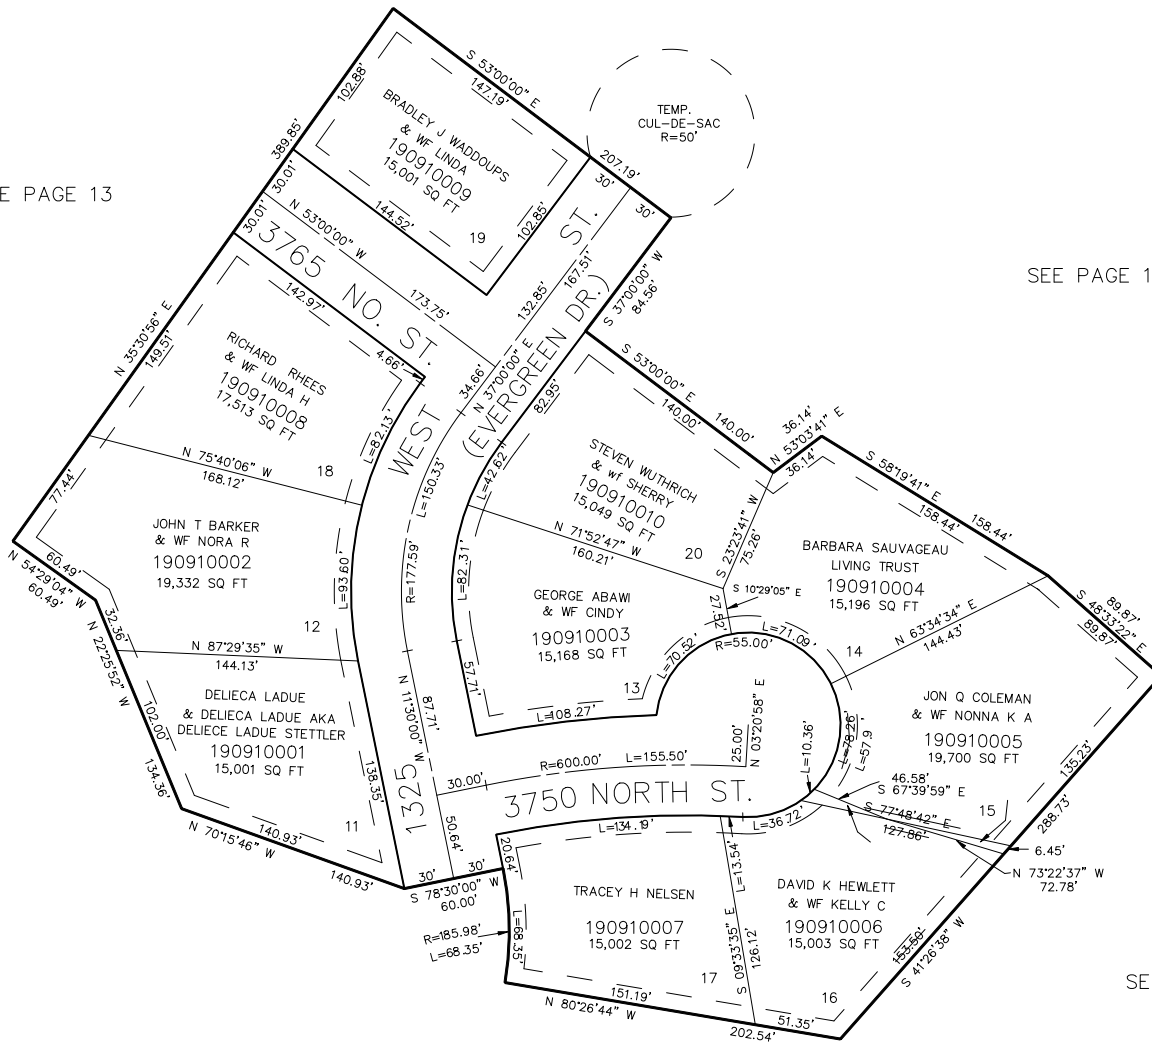 S 53°00'00" E
147.19'
102.88'
389.85'
BRADLEY J WADDOUPS
& WF LINDA
190910009
15,001 SQ FT
19
144.52'
102.85'
TEMP.
CUL-DE-SAC
R=50'
207.19'
30'
30'
E PAGE 13
30.01'
30.01'
N 53°00'00" W
173.75'
3765 NO. ST.
142.97'
4.66'
ST.
132.85'
167.51'
S 37°00'00" W
84.56'
SEE PAGE 1
N 35°30'56" E
149.51'
RICHARD RHEES
& WF LINDA H
190910008
17,513 SQ FT
18
L=82.13'
WEST
34.66'
N 37°00'00" E
(EVERGREEN DR.)
82.95'
L=42.62'
L=150.33'
S 53°00'00" E
140.00'
140.00'
36.14'
N 53°03'41" E
36.14'
S 58°19'41" E
158.44'
158.44'
STEVEN WUTHRICH
& wf SHERRY
190910010
15,049 SQ FT
20
S 23°23'41" W
75.26'
N 75°40'06" W
168.12'
77.44'
N 71°52'47" W
160.21'
JOHN T BARKER
& WF NORA R
190910002
19,332 SQ FT
12
60.49'
N 54°29'04" W
60.49'
L=93.60'
R=177.59'
L=82.31'
GEORGE ABAWI
& WF CINDY
190910003
15,168 SQ FT
13
27.52'
S 10°29'05" E
BARBARA SAUVAGEAU
LIVING TRUST
190910004
15,196 SQ FT
14
N 63°34'34" E
144.43'
89.87'
S 48°33'22" E
89.87'
L=70.52'
L=71.09'
R=55.00'
32.36'
N 22°25'52" W
N 87°29'35" W
144.13'
57.71'
L=108.27'
102.00'
134.36'
DELIECA LADUE
& DELIECA LADUE AKA
DELIECE LADUE STETTLER
190910001
15,001 SQ FT
11
138.35'
N 11°30'00" W
87.71'
1325
50.64'
30.00'
R=600.00'
L=155.50'
25.00'
N 03°20'58" E
L=10.36'
L=78.26'
L=57.9'
JON Q COLEMAN
& WF NONNA K A
190910005
19,700 SQ FT
15
135.23'
288.73'
46.58'
S 67°39'59" E
S 77°48'42" E
127.86'
6.45'
N 73°22'37" W
72.78'
3750 NORTH ST.
L=134.19'
L=36.72'
N 70°15'46" W
140.93'
140.93'
30'
30'
S 78°30'00" W
60.00'
20.64'
TRACEY H NELSEN
190910007
15,002 SQ FT
17
L=13.54'
S 09°33'35" E
126.12'
DAVID K HEWLETT
& WF KELLY C
190910006
15,003 SQ FT
16
153.50'
S 41°26'38" W
R=185.98'
L=68.35'
L=68.35'
151.19'
N 80°26'44" W
51.35'
202.54'
SE